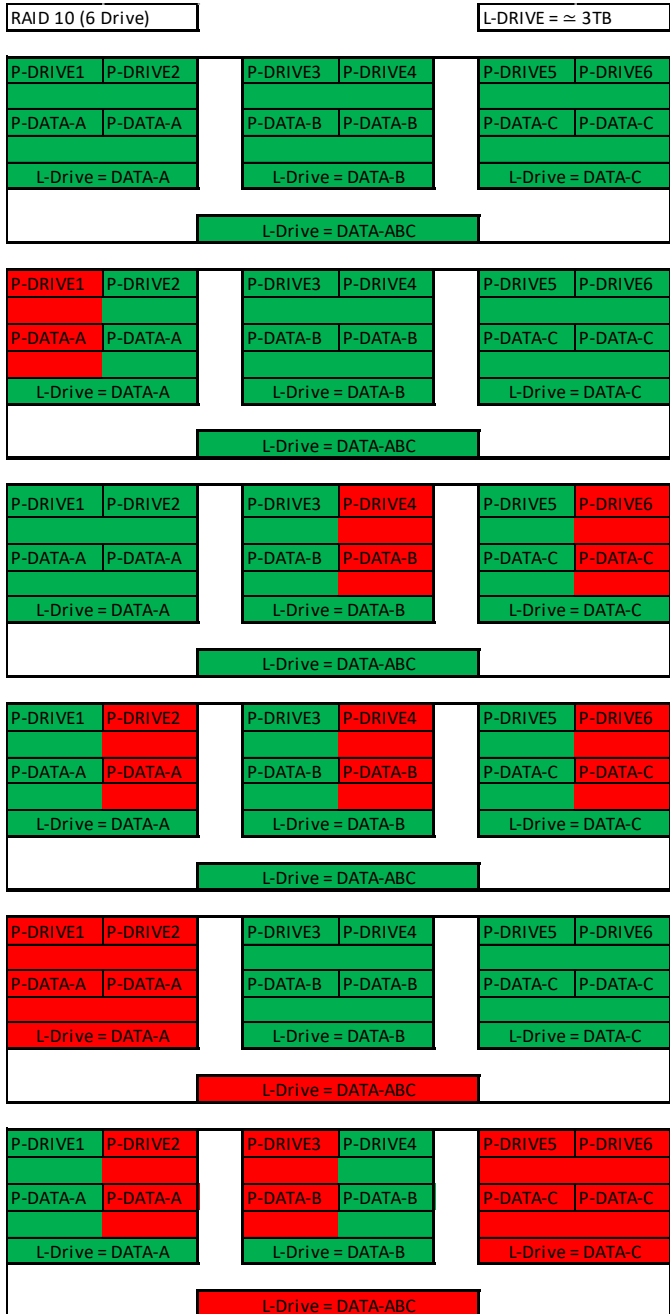 RAID 10 (6 Drive) L-DRIVE = ≃ 3TB
P-DRIVE1 P-DRIVE2 P-DRIVE3 P-DRIVE4 P-DRIVE5 P-DRIVE6
P-DATA-A P-DATA-A P-DATA-B P-DATA-B P-DATA-C P-DATA-C
L-Drive = DATA-A L-Drive = DATA-B L-Drive = DATA-C
L-Drive = DATA-ABC
P-DRIVE1 P-DRIVE2 P-DRIVE3 P-DRIVE4 P-DRIVE5 P-DRIVE6
P-DATA-A P-DATA-A P-DATA-B P-DATA-B P-DATA-C P-DATA-C
L-Drive = DATA-A L-Drive = DATA-B L-Drive = DATA-C
L-Drive = DATA-ABC
P-DRIVE1 P-DRIVE2 P-DRIVE3 P-DRIVE4 P-DRIVE5 P-DRIVE6
P-DATA-A P-DATA-A P-DATA-B P-DATA-B P-DATA-C P-DATA-C
L-Drive = DATA-A L-Drive = DATA-B L-Drive = DATA-C
L-Drive = DATA-ABC
P-DRIVE1 P-DRIVE2 P-DRIVE3 P-DRIVE4 P-DRIVE5 P-DRIVE6
P-DATA-A P-DATA-A P-DATA-B P-DATA-B P-DATA-C P-DATA-C
L-Drive = DATA-A L-Drive = DATA-B L-Drive = DATA-C
L-Drive = DATA-ABC
P-DRIVE1 P-DRIVE2 P-DRIVE3 P-DRIVE4 P-DRIVE5 P-DRIVE6
P-DATA-A P-DATA-A P-DATA-B P-DATA-B P-DATA-C P-DATA-C
L-Drive = DATA-A L-Drive = DATA-B L-Drive = DATA-C
L-Drive = DATA-ABC
P-DRIVE1 P-DRIVE2 P-DRIVE3 P-DRIVE4 P-DRIVE5 P-DRIVE6
P-DATA-A P-DATA-A P-DATA-B P-DATA-B P-DATA-C P-DATA-C
L-Drive = DATA-A L-Drive = DATA-B L-Drive = DATA-C
L-Drive = DATA-ABC